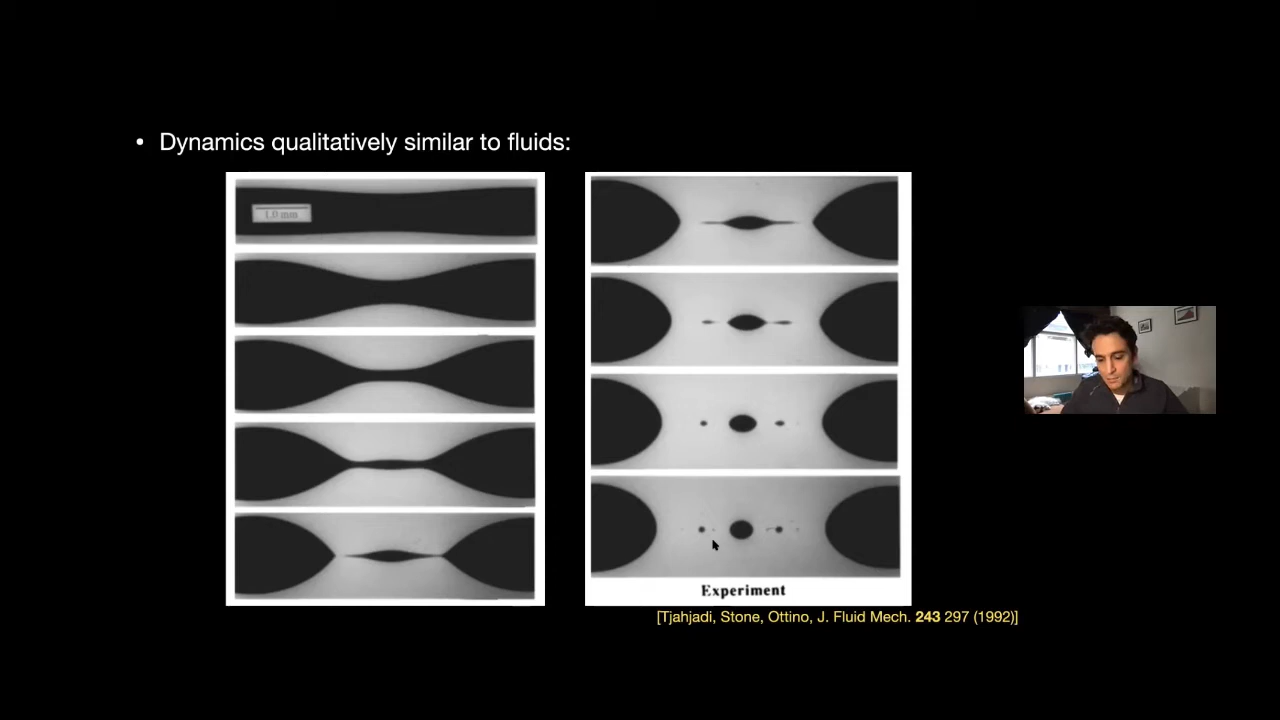 • Dynamics qualitatively similar to fluids:
1.0 mm
Experiment
[Tjahjadi, Stone, Ottino, J. Fluid Mech. 243 297 (1992)]